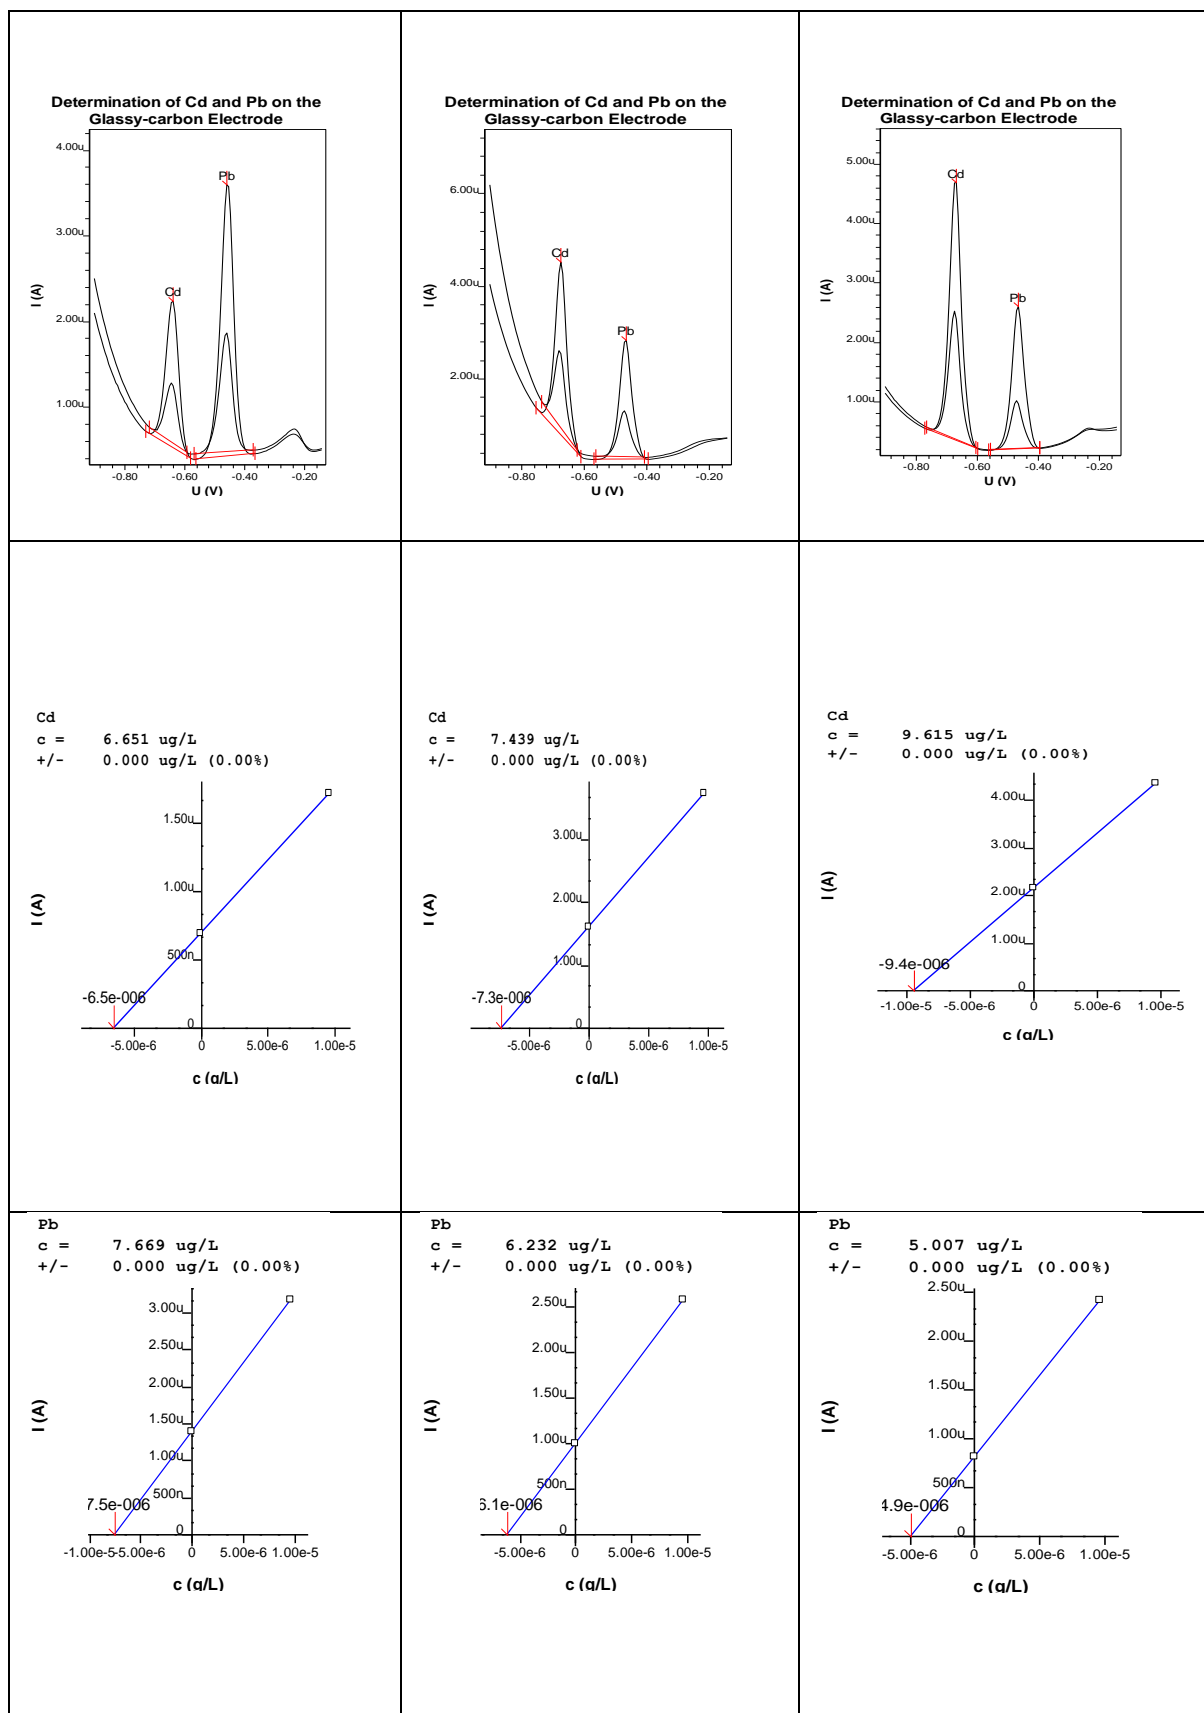 Determination of Cd and Pb on the
Glassy-carbon Electrode
4.00u
3.00u
2.00u
1.00u
I (A)
Cd
Pb
-0.80
-0.60
-0.40
-0.20
U (V)
Determination of Cd and Pb on the
Glassy-carbon Electrode
6.00u
4.00u
2.00u
I (A)
Cd
Pb
-0.80
-0.60
-0.40
-0.20
U (V)
Determination of Cd and Pb on the
Glassy-carbon Electrode
5.00u
4.00u
3.00u
2.00u
1.00u
I (A)
Cd
Pb
-0.80
-0.60
-0.40
-0.20
U (V)
Cd
c = 6.651 ug/L
+/- 0.000 ug/L (0.00%)
1.50u
1.00u
500n
0
I (A)
-6.5e-006
-5.00e-6
0
5.00e-6
1.00e-5
c (g/L)
Cd
c = 7.439 ug/L
+/- 0.000 ug/L (0.00%)
3.00u
2.00u
1.00u
0
I (A)
-7.3e-006
-5.00e-6
0
5.00e-6
1.00e-5
c (g/L)
Cd
c = 9.615 ug/L
+/- 0.000 ug/L (0.00%)
4.00u
3.00u
2.00u
1.00u
0
I (A)
-9.4e-006
-1.00e-5
-5.00e-6
0
5.00e-6
1.00e-5
c (g/L)
Pb
c = 7.669 ug/L
+/- 0.000 ug/L (0.00%)
3.00u
2.50u
2.00u
1.50u
1.00u
500n
0
I (A)
7.5e-006
-1.00e-5
-5.00e-6
0
5.00e-6
1.00e-5
c (g/L)
Pb
c = 6.232 ug/L
+/- 0.000 ug/L (0.00%)
2.50u
2.00u
1.50u
1.00u
500n
0
I (A)
6.1e-006
-5.00e-6
0
5.00e-6
1.00e-5
c (g/L)
Pb
c = 5.007 ug/L
+/- 0.000 ug/L (0.00%)
2.50u
2.00u
1.50u
1.00u
500n
0
I (A)
4.9e-006
-5.00e-6
0
5.00e-6
1.00e-5
c (g/L)